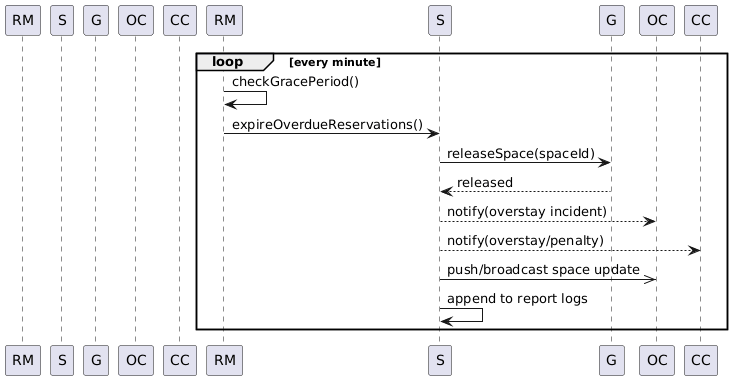 RM S G OC CC RM S G OC CC
loop [every minute]
checkGracePeriod()
expireOverdueReservations()
releaseSpace(spaceId)
released
notify(overstay incident)
notify(overstay/penalty)
push/broadcast space update
append to report logs
RM S G OC CC RM S G OC CC